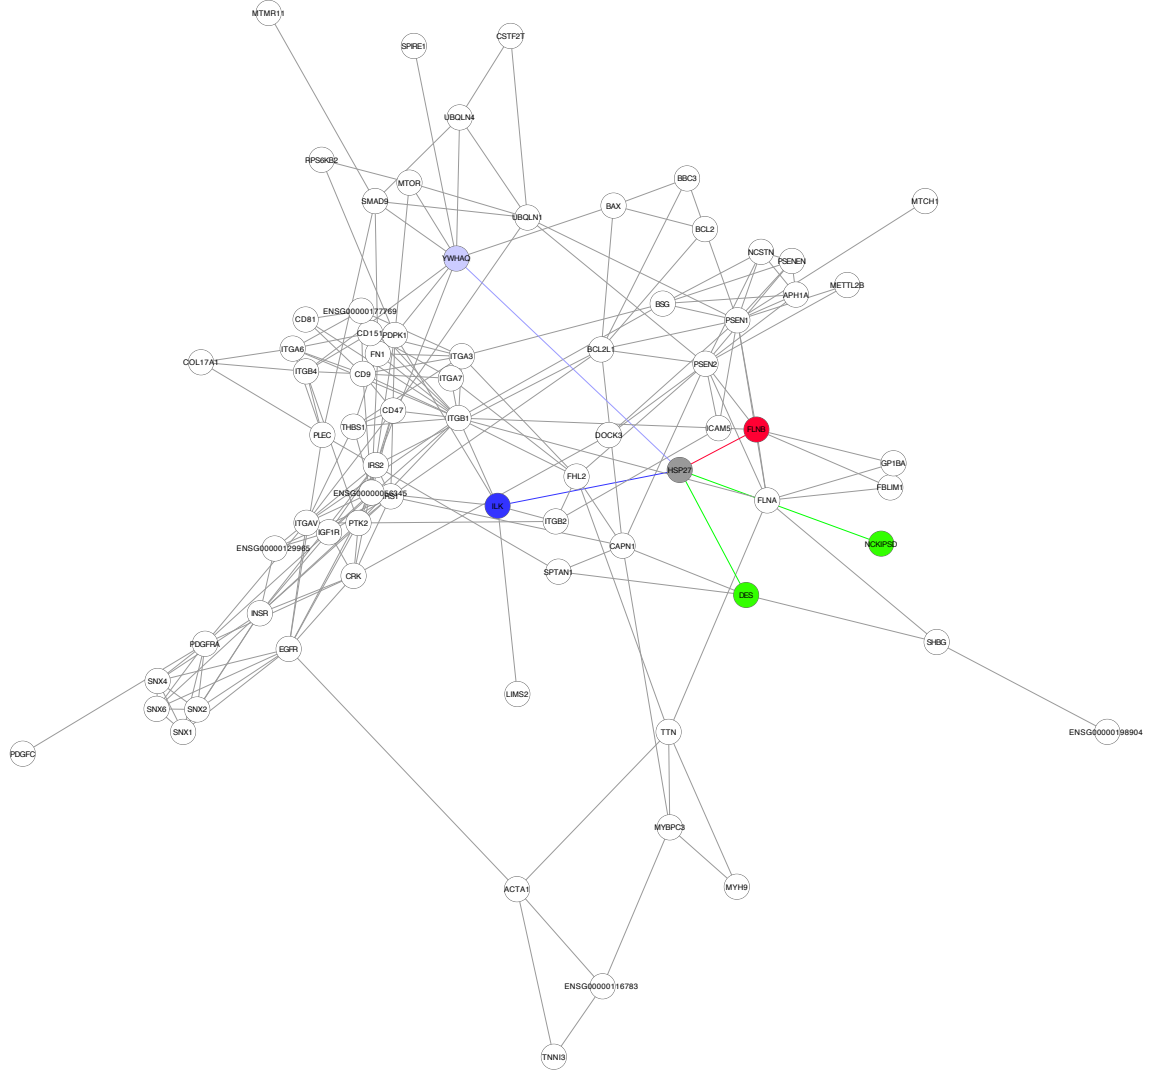 MTMR11
CSTF2T
SPIRE1
UBQLN4
RPS6KB2
MTOR
BBC3
SMAD9
MTCH1
BAX
UBQLN1
BCL2
NCSTN
YWHAQ
PSENEN
METTL2B
APH1A
BSG
ENSG00000177769
CD81
PSEN1
CD151
PDPK1
ITGA6
BCL2L1
FN1
ITGA3
COL17A1
PSEN2
ITGB4
CD9
ITGA7
CD47
ITGB1
THBS1
ICAM5
FLNB
PLEC
DOCK3
GP1BA
IRS2
HSP27
FHL2
FBLIM1
IRS1
FLNA
ILK
ITGAV
PTK2
ITGB2
IGF1R
NCKIPSD
CAPN1
ENSG00000129965
SPTAN1
CRK
DES
INSR
SHBG
PDGFRA
EGFR
SNX4
LIMS2
SNX6
SNX2
SNX1
TTN
ENSG00000198904
PDGFC
MYBPC3
MYH9
ACTA1
ENSG00000116783
TNNI3